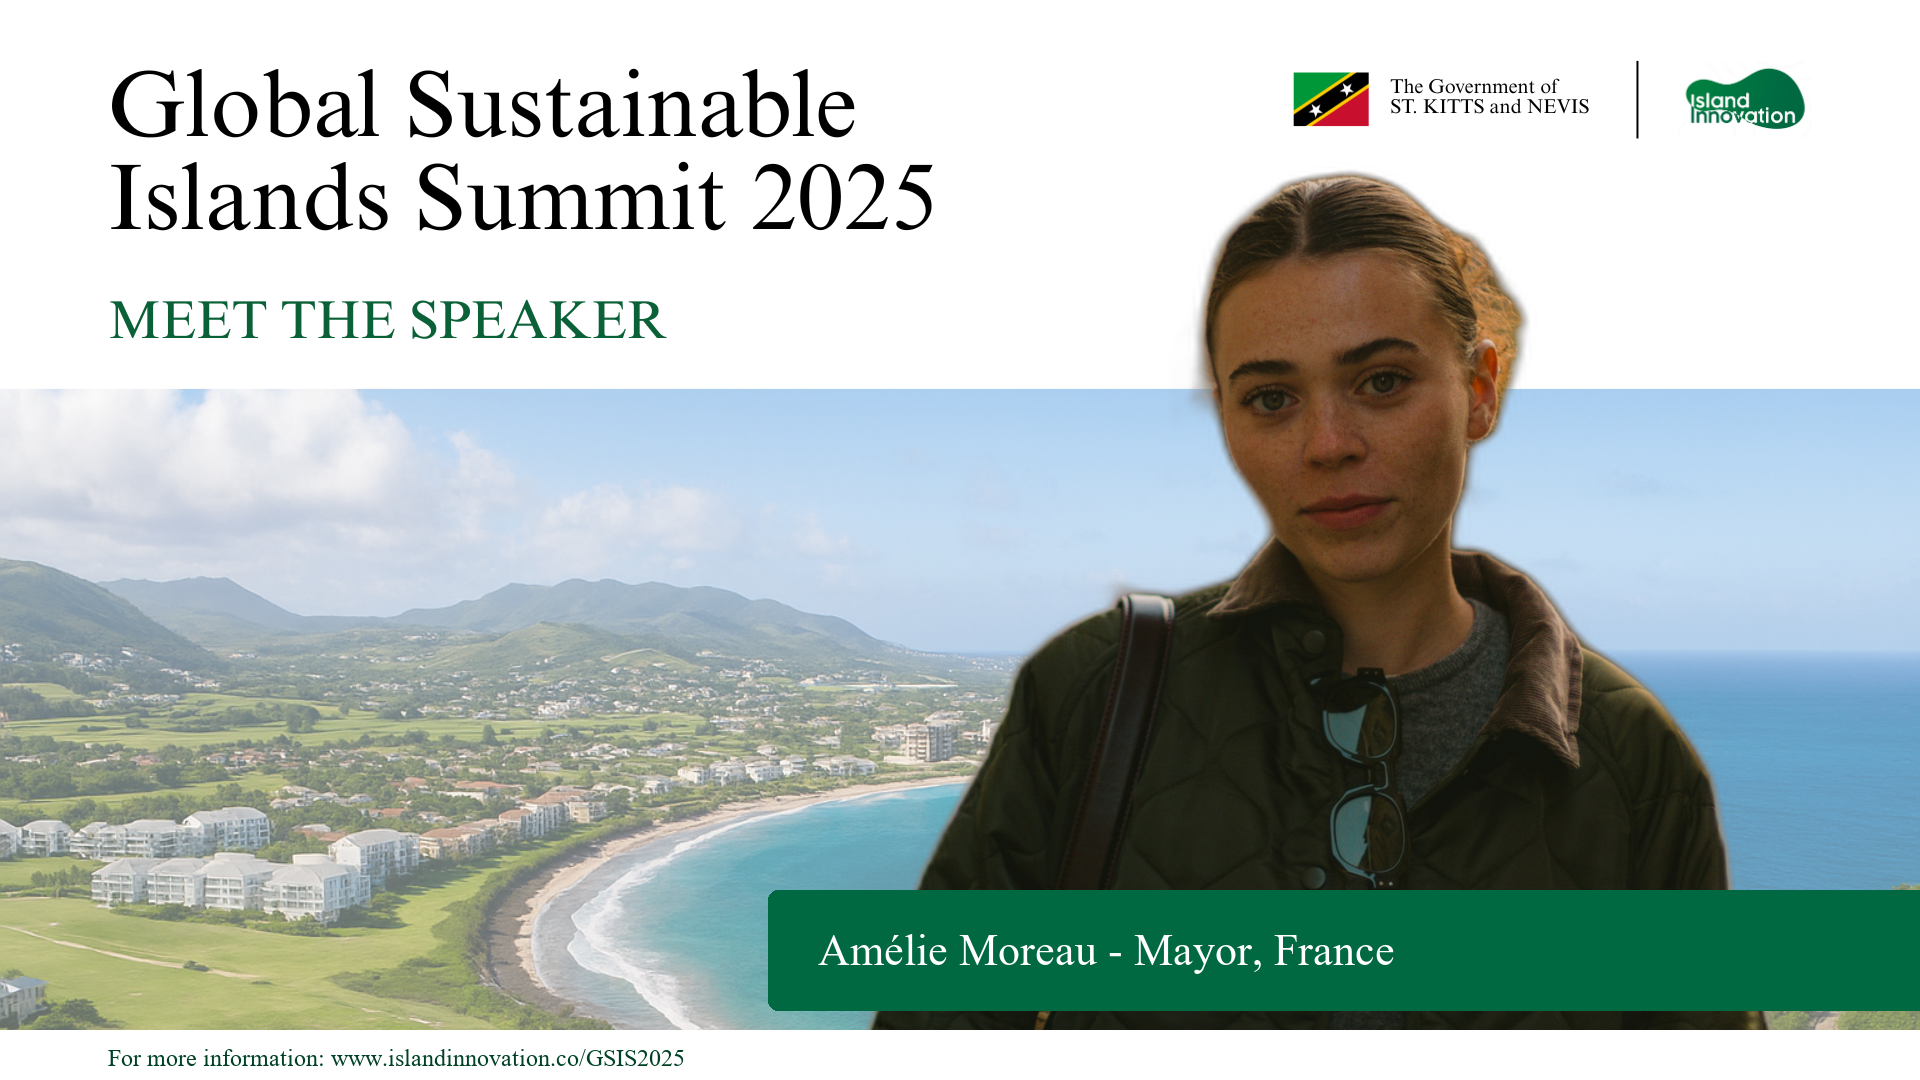 Global Sustainable
Islands Summit 2025
The Government of
ST. KITTS and NEVIS
Island
Innovation
MEET THE SPEAKER
Amélie Moreau - Mayor, France
For more information: www.islandinnovation.co/GSIS2025